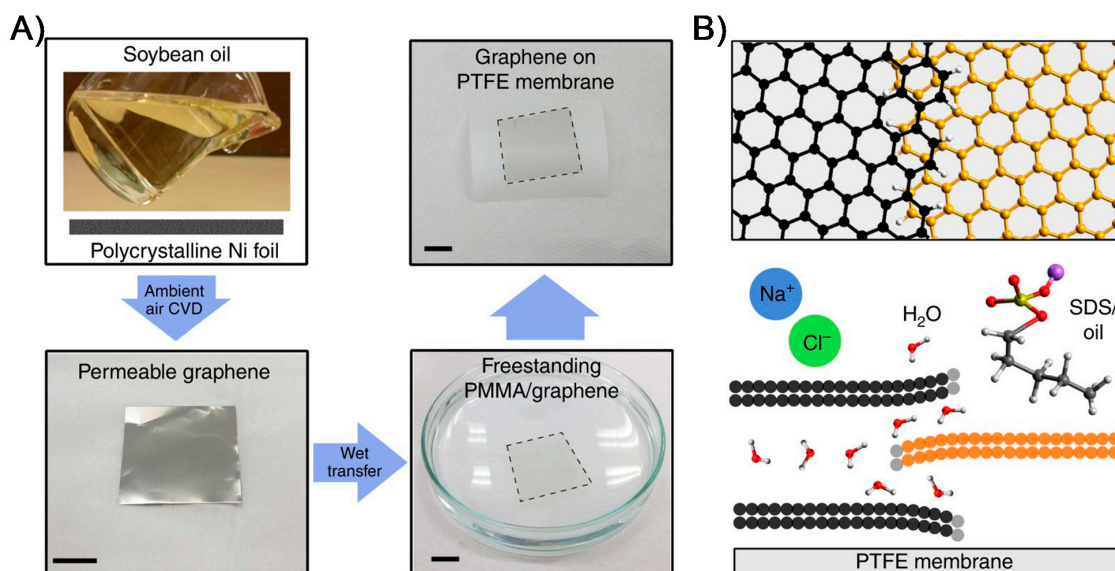 A)
Soybean oil
Polycrystalline Ni foil
Ambient
air CVD
Permeable graphene
Wet
transfer
Freestanding
PMMA/graphene
Graphene on
PTFE membrane
B)
Na⁺
Cl⁻
H₂O
SDS/
oil
PTFE membrane